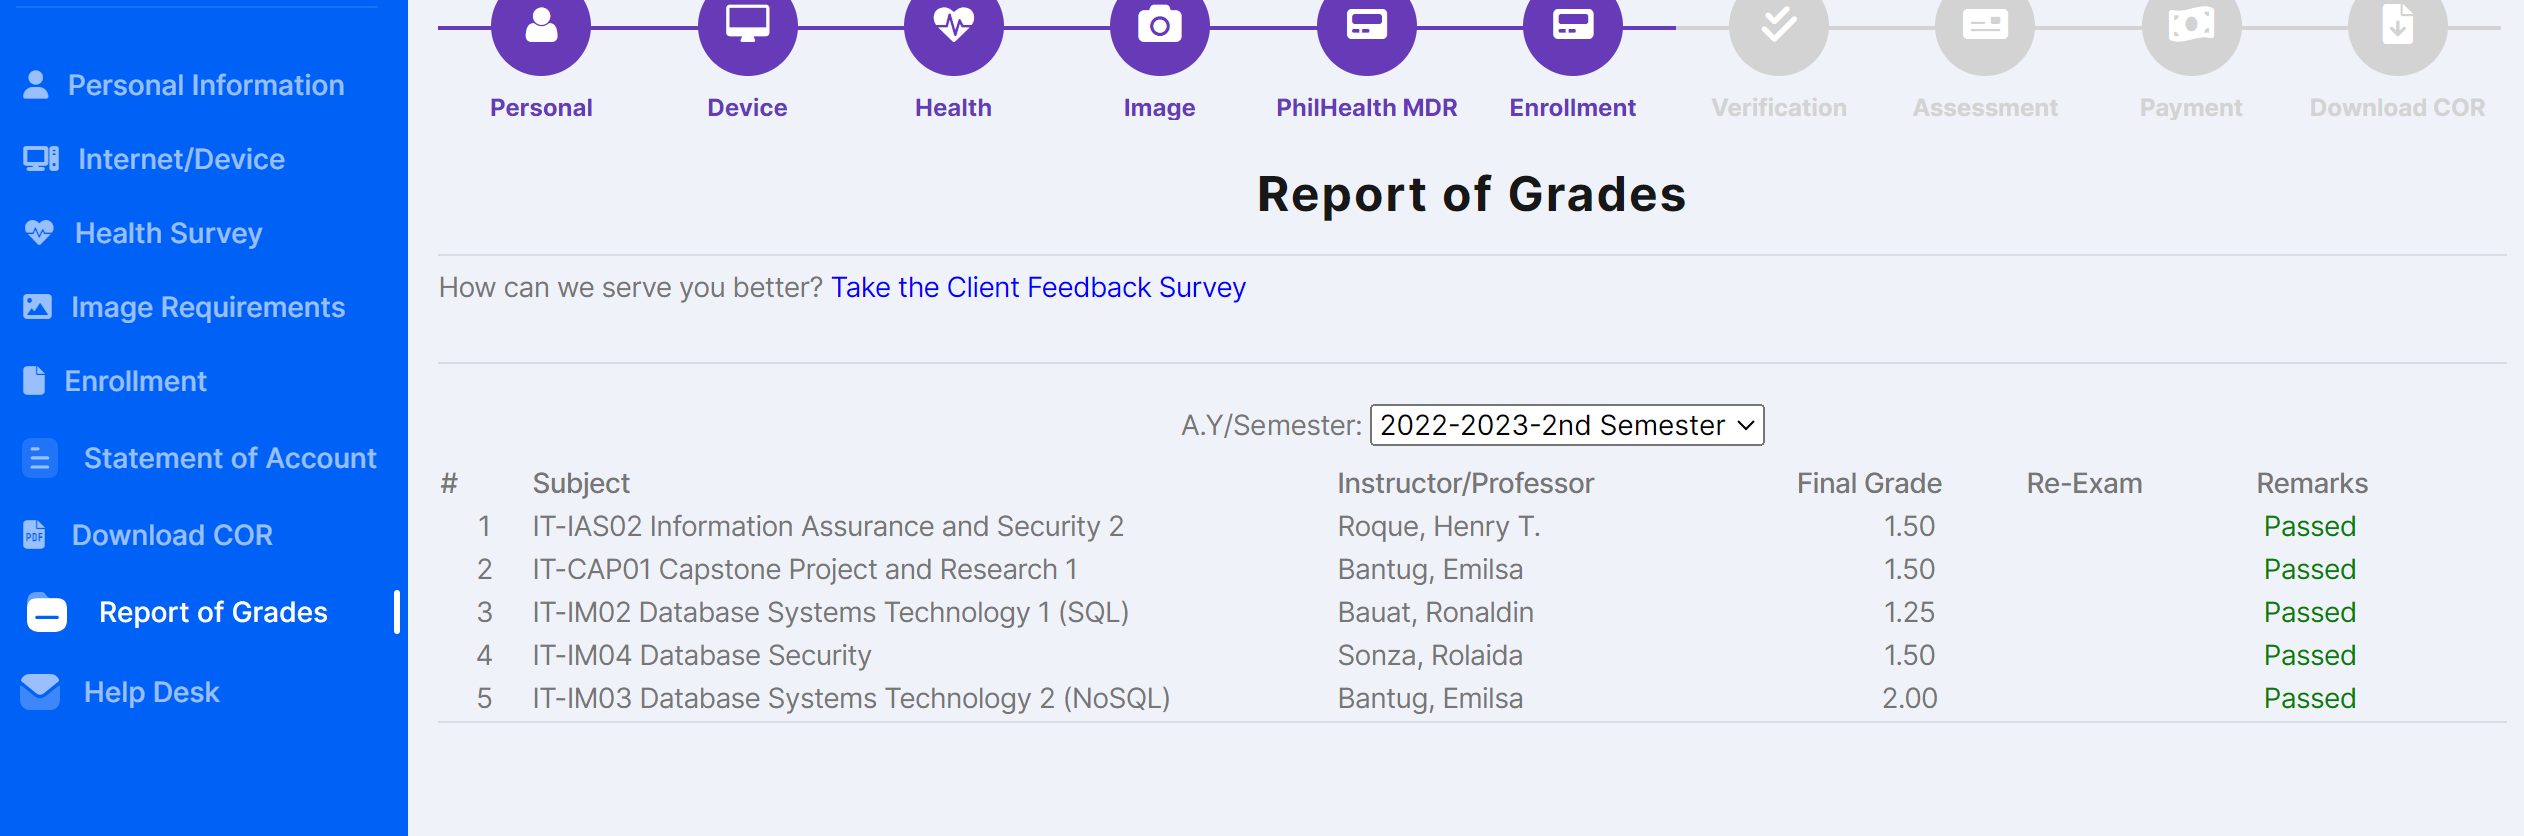 Personal Information
Internet/Device
Health Survey
Image Requirements
Enrollment
Statement of Account
PDF Download COR
Report of Grades
Help Desk
Personal Device Health Image PhilHealth MDR Enrollment Verification Assessment Payment Download COR
Report of Grades
How can we serve you better? Take the Client Feedback Survey
A.Y/Semester: 2022-2023-2nd Semester
# Subject Instructor/Professor Final Grade Re-Exam Remarks
1 IT-IAS02 Information Assurance and Security 2 Roque, Henry T. 1.50 Passed
2 IT-CAP01 Capstone Project and Research 1 Bantug, Emilsa 1.50 Passed
3 IT-IM02 Database Systems Technology 1 (SQL) Bauat, Ronaldin 1.25 Passed
4 IT-IM04 Database Security Sonza, Rolaida 1.50 Passed
5 IT-IM03 Database Systems Technology 2 (NoSQL) Bantug, Emilsa 2.00 Passed